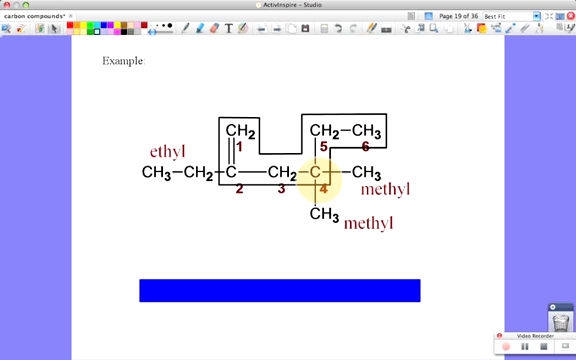 ActivInspire – Studio
carbon compounds*
Page 19 of 36
Best Fit
Example:
CH2
CH2–CH3
1
5
6
ethyl
CH3–CH2–C–CH2–C–CH3
2
3
4
methyl
CH3
methyl
Video Recorder